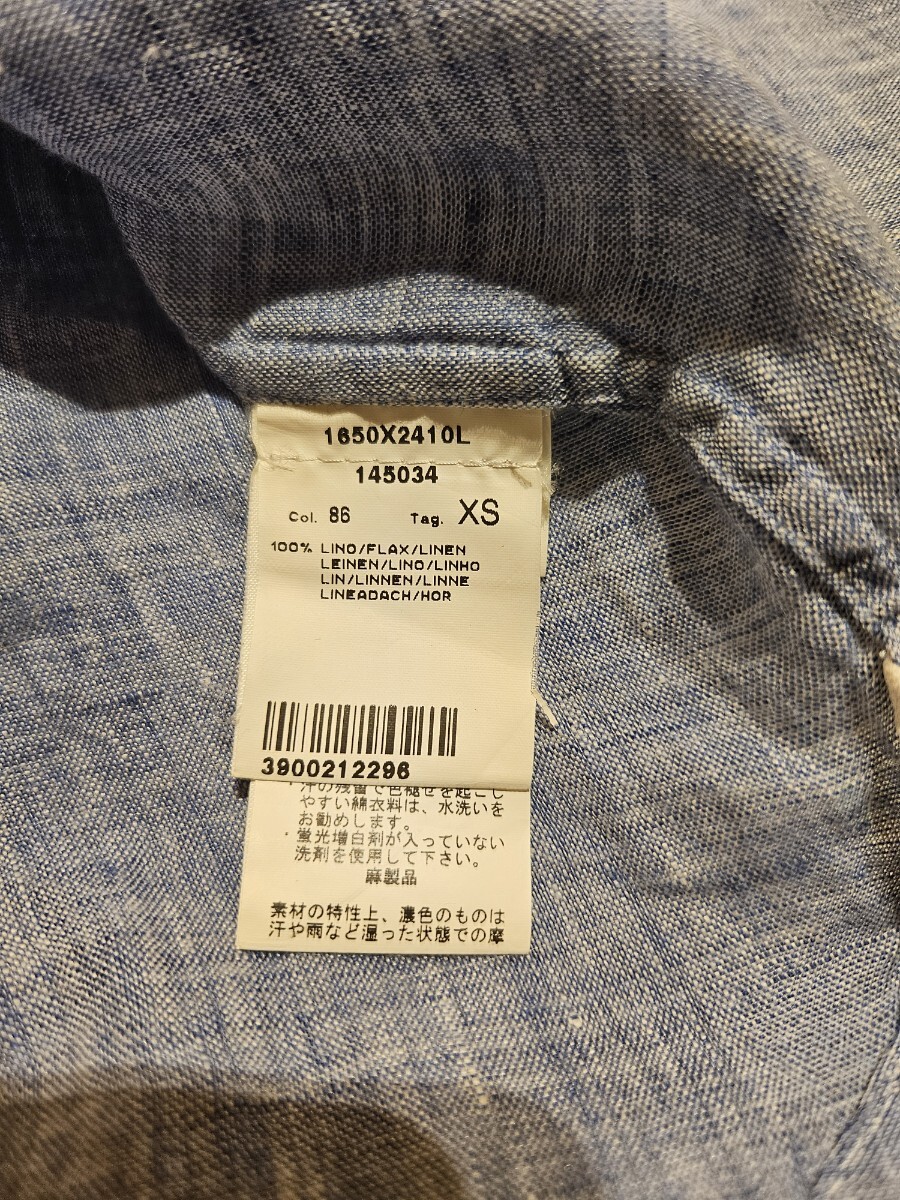 1650X2410L
145034
Col. 86 Tag. XS
100% LINO/FLAX/LINEN
LEINEN/LINO/LINHO
LIN/LINNEN/LINNE
LINEADACH/HOR
3900212296
・汗の残留で色褪せを起こし
やすい綿衣料は、水洗いを
お勧めします。
・蛍光増白剤が入っていない
洗剤を使用して下さい。
麻製品
素材の特性上、濃色のものは
汗や雨など湿った状態での摩